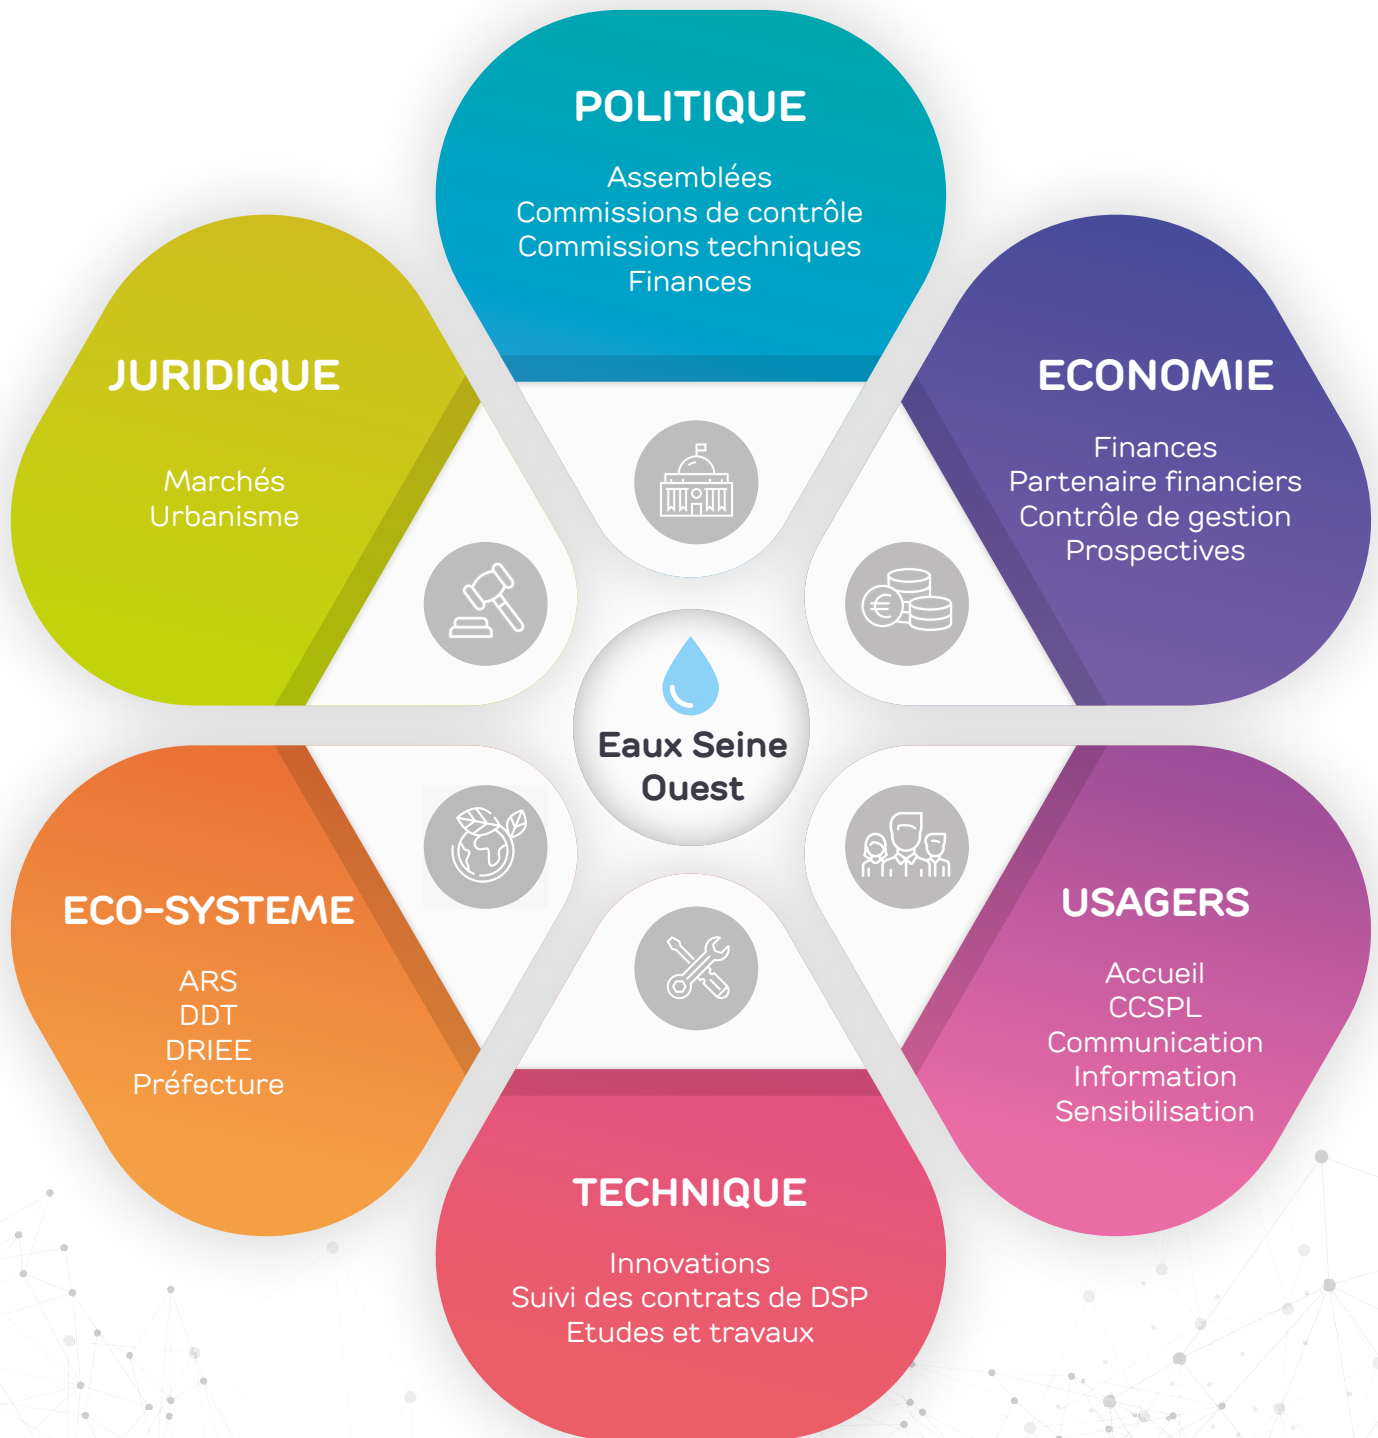 POLITIQUE
Assemblées
Commissions de contrôle
Commissions techniques
Finances
JURIDIQUE
Marchés
Urbanisme
ECONOMIE
Finances
Partenaire financiers
Contrôle de gestion
Prospectives
Eaux Seine
Ouest
ECO-SYSTEME
ARS
DDT
DRIEE
Préfecture
USAGERS
Accueil
CCSPL
Communication
Information
Sensibilisation
TECHNIQUE
Innovations
Suivi des contrats de DSP
Etudes et travaux